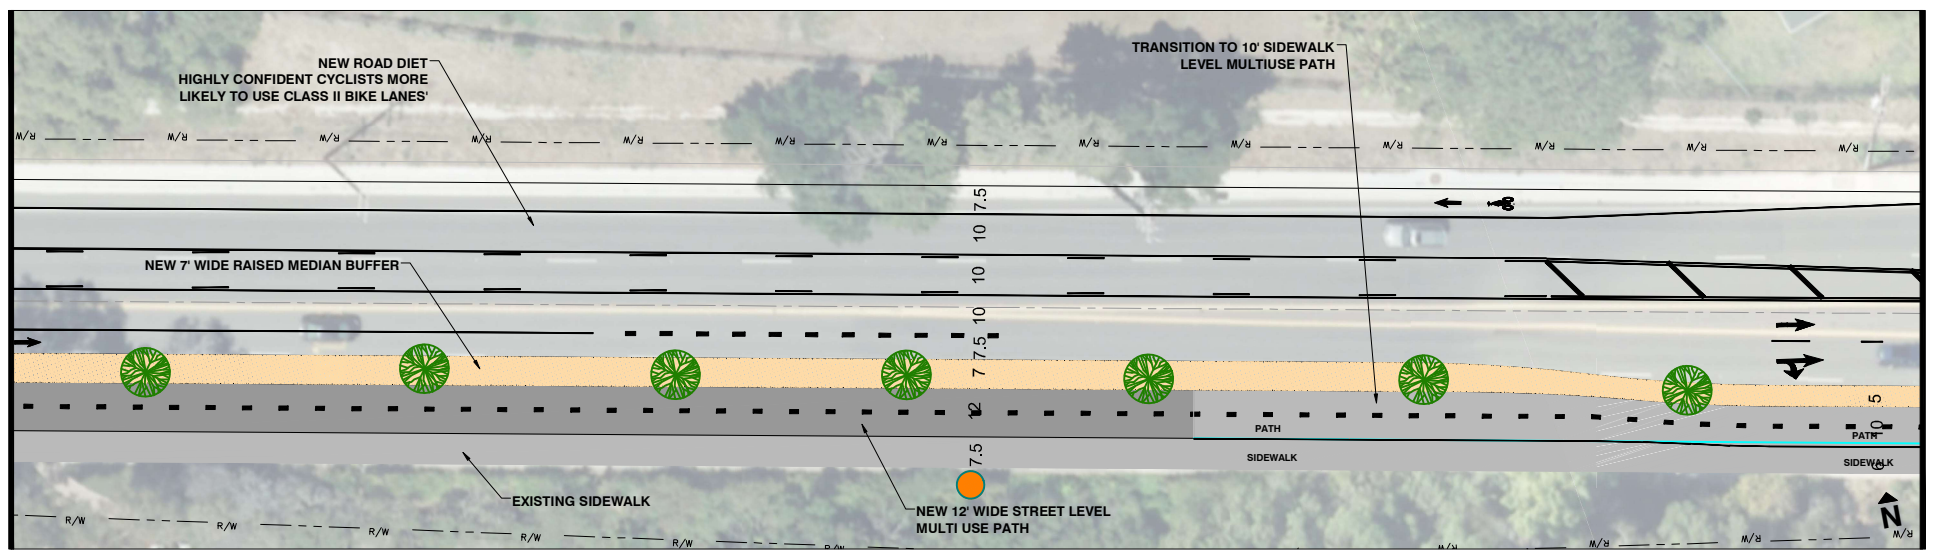 TRANSITION TO 10' SIDEWALK
LEVEL MULTIUSE PATH
NEW ROAD DIET
HIGHLY CONFIDENT CYCLISTS MORE
LIKELY TO USE CLASS II BIKE LANES'
R/W R/W R/W R/W R/W R/W R/W R/W R/W R/W R/W R/W R/W
7.5
10
10
NEW 7' WIDE RAISED MEDIAN BUFFER
10
7.5
7
12
7.5
5
10
6
PATH
PATH
SIDEWALK
SIDEWALK
EXISTING SIDEWALK
NEW 12' WIDE STREET LEVEL
MULTI USE PATH
N
R/W R/W R/W R/W R/W R/W R/W R/W R/W R/W